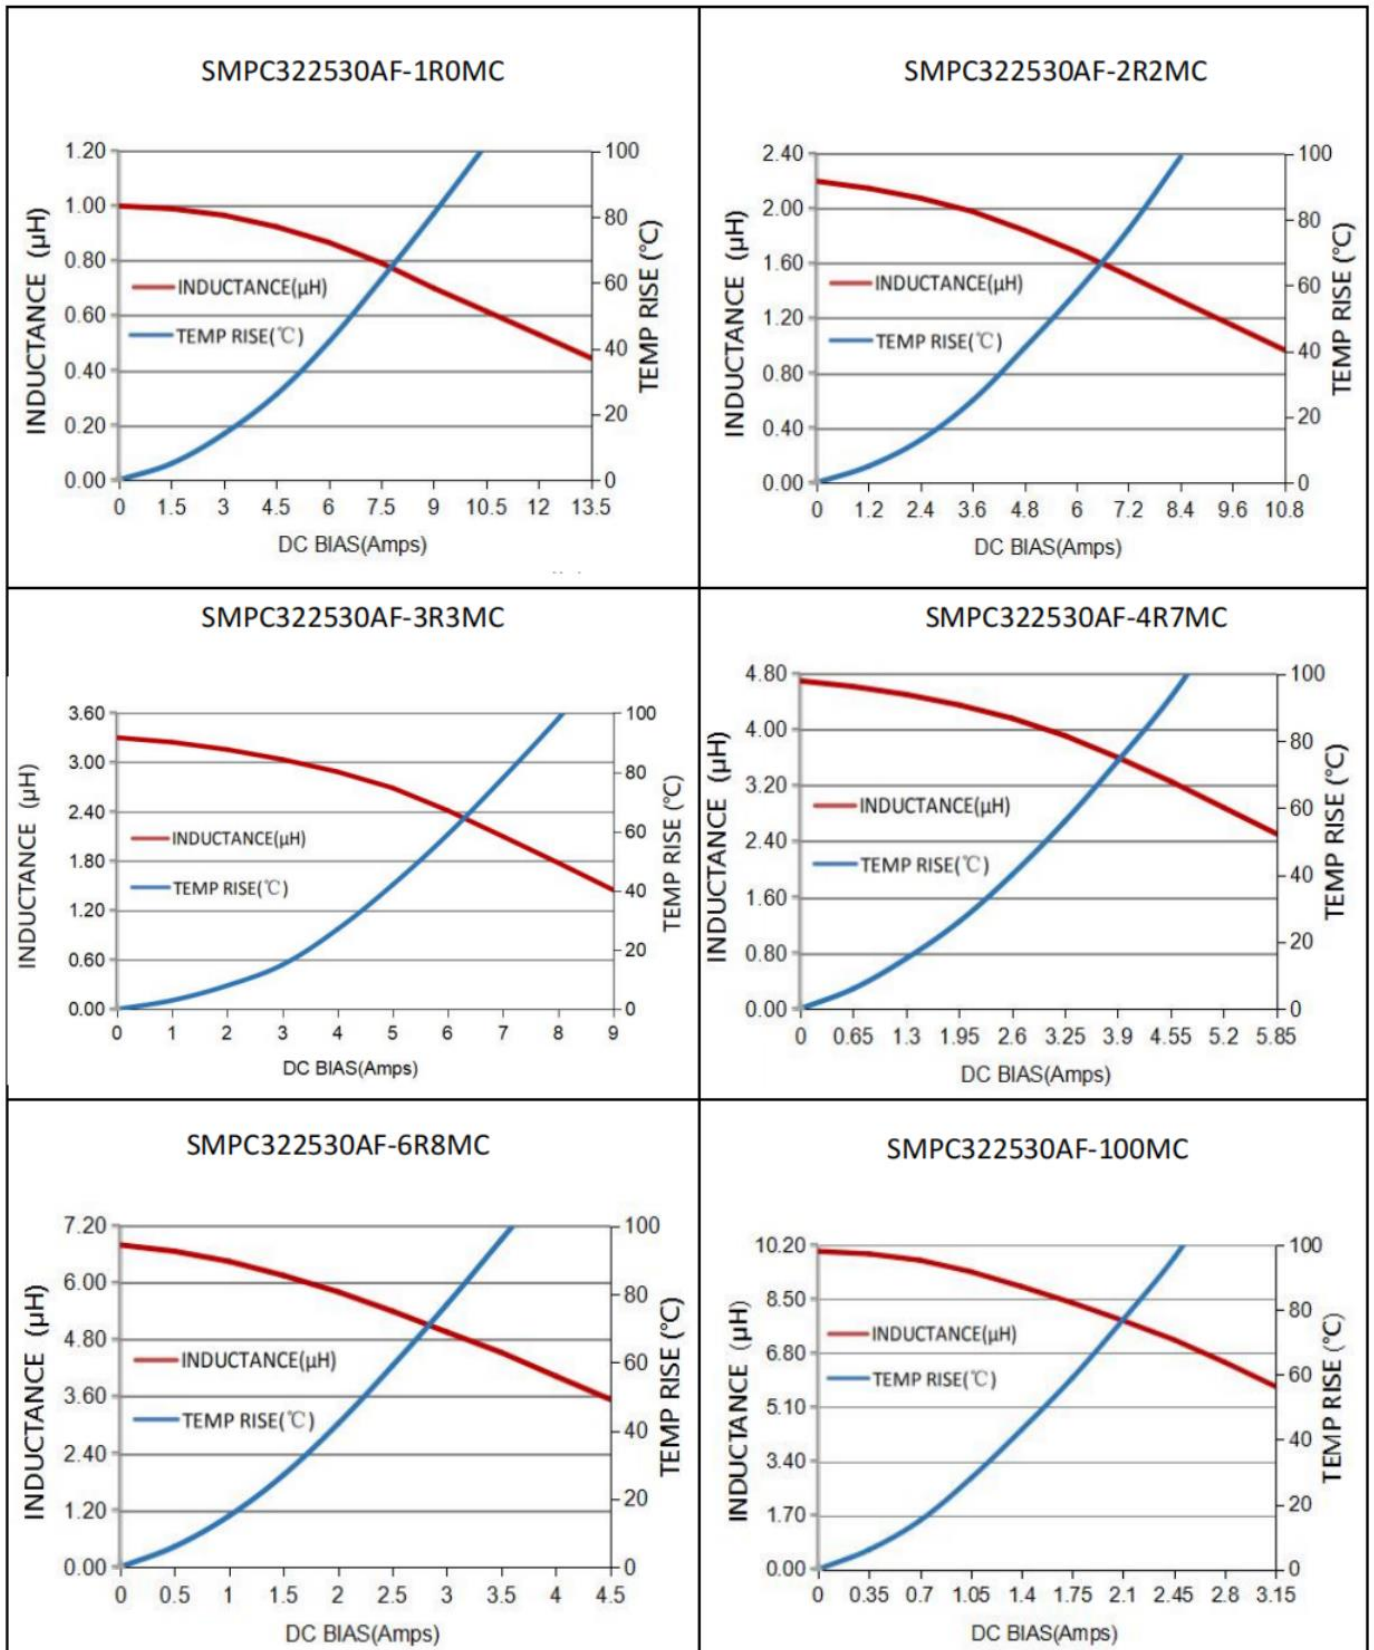 SMPC322530AF-1R0MC
INDUCTANCE (μH)
1.20
1.00
0.80
0.60
0.40
0.20
0.00
INDUCTANCE(μH)
TEMP RISE(℃)
100
80
60
40
20
0
TEMP RISE (℃)
0 1.5 3 4.5 6 7.5 9 10.5 12 13.5
DC BIAS(Amps)
SMPC322530AF-2R2MC
INDUCTANCE (μH)
2.40
2.00
1.60
1.20
0.80
0.40
0.00
INDUCTANCE(μH)
TEMP RISE(℃)
100
80
60
40
20
0
TEMP RISE (℃)
0 1.2 2.4 3.6 4.8 6 7.2 8.4 9.6 10.8
DC BIAS(Amps)
SMPC322530AF-3R3MC
INDUCTANCE (μH)
3.60
3.00
2.40
1.80
1.20
0.60
0.00
INDUCTANCE(μH)
TEMP RISE(℃)
100
80
60
40
20
0
TEMP RISE (℃)
0 1 2 3 4 5 6 7 8 9
DC BIAS(Amps)
SMPC322530AF-4R7MC
INDUCTANCE (μH)
4.80
4.00
3.20
2.40
1.60
0.80
0.00
INDUCTANCE(μH)
TEMP RISE(℃)
100
80
60
40
20
0
TEMP RISE (℃)
0 0.65 1.3 1.95 2.6 3.25 3.9 4.55 5.2 5.85
DC BIAS(Amps)
SMPC322530AF-6R8MC
INDUCTANCE (μH)
7.20
6.00
4.80
3.60
2.40
1.20
0.00
INDUCTANCE(μH)
TEMP RISE(℃)
100
80
60
40
20
0
TEMP RISE (℃)
0 0.5 1 1.5 2 2.5 3 3.5 4 4.5
DC BIAS(Amps)
SMPC322530AF-100MC
INDUCTANCE (μH)
10.20
8.50
6.80
5.10
3.40
1.70
0.00
INDUCTANCE(μH)
TEMP RISE(℃)
100
80
60
40
20
0
TEMP RISE (℃)
0 0.35 0.7 1.05 1.4 1.75 2.1 2.45 2.8 3.15
DC BIAS(Amps)